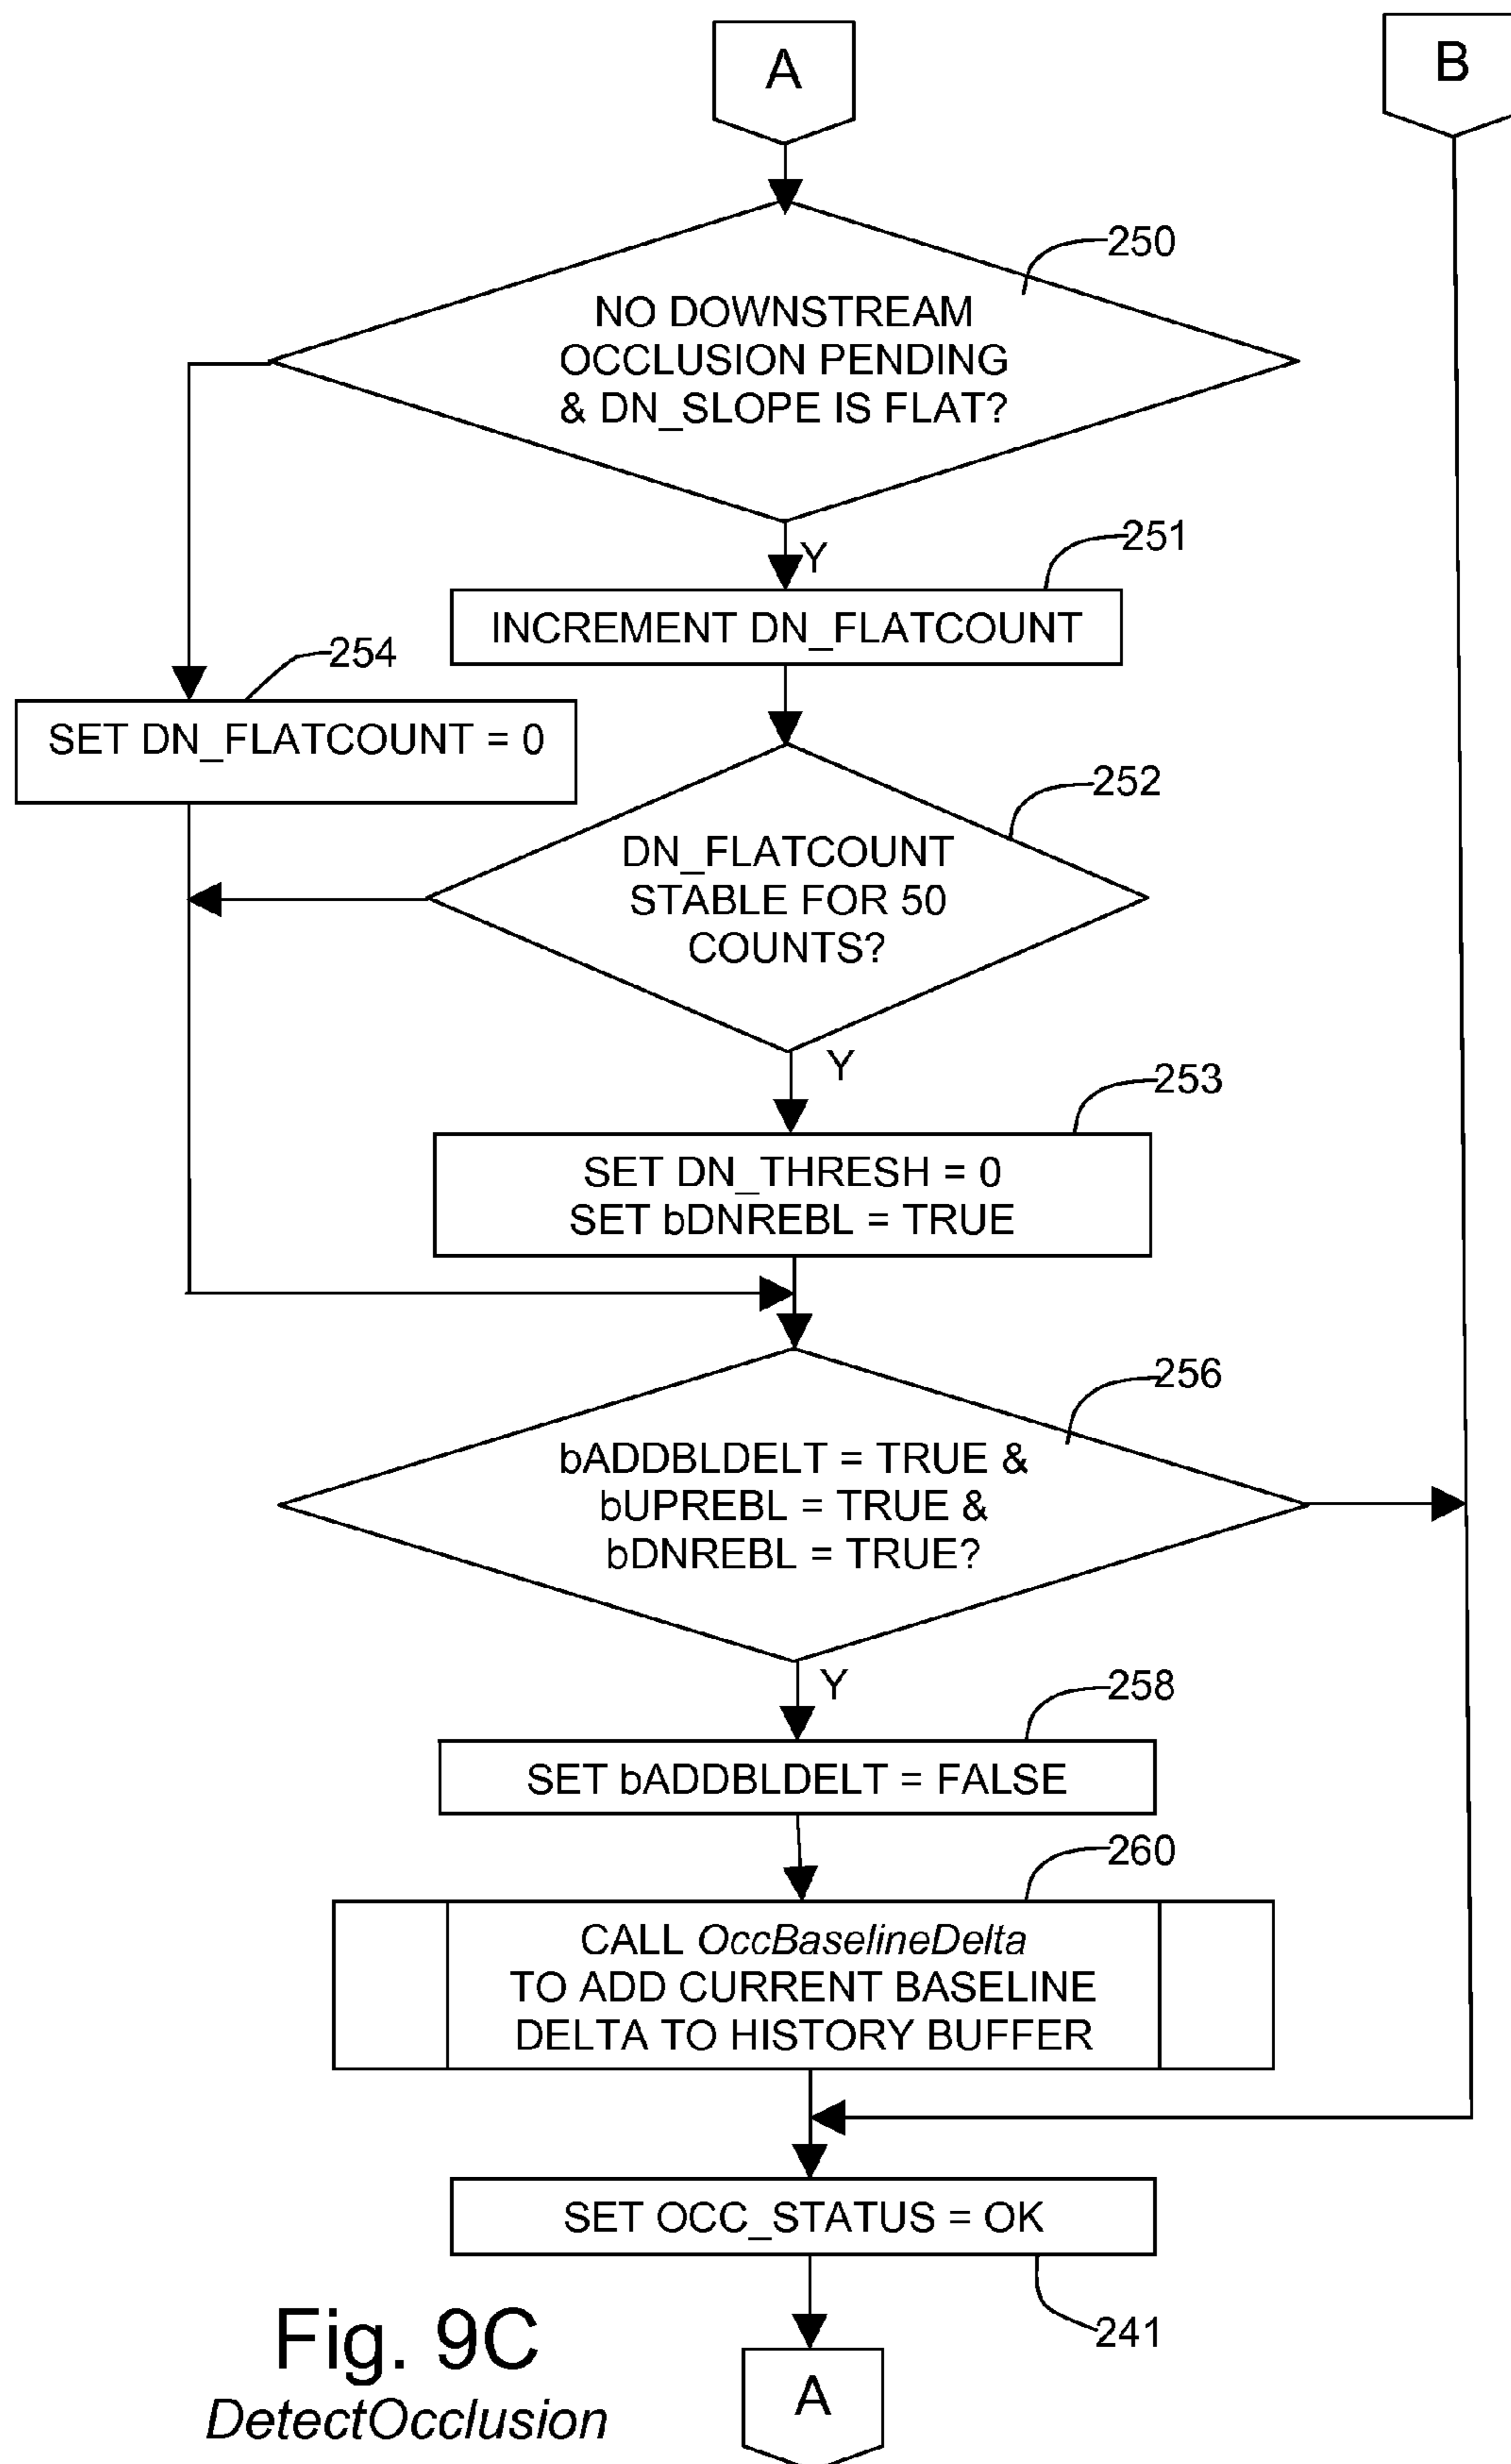 A
B
250
NO DOWNSTREAM
OCCLUSION PENDING
& DN_SLOPE IS FLAT?
251
Y
INCREMENT DN_FLATCOUNT
254
SET DN_FLATCOUNT = 0
252
DN_FLATCOUNT
STABLE FOR 50
COUNTS?
Y
253
SET DN_THRESH = 0
SET bDNREBL = TRUE
256
bADDBLDELT = TRUE &
bUPREBL = TRUE &
bDNREBL = TRUE?
Y
258
SET bADDBLDELT = FALSE
260
CALL OccBaselineDelta
TO ADD CURRENT BASELINE
DELTA TO HISTORY BUFFER
SET OCC_STATUS = OK
241
A
Fig. 9C
DetectOcclusion